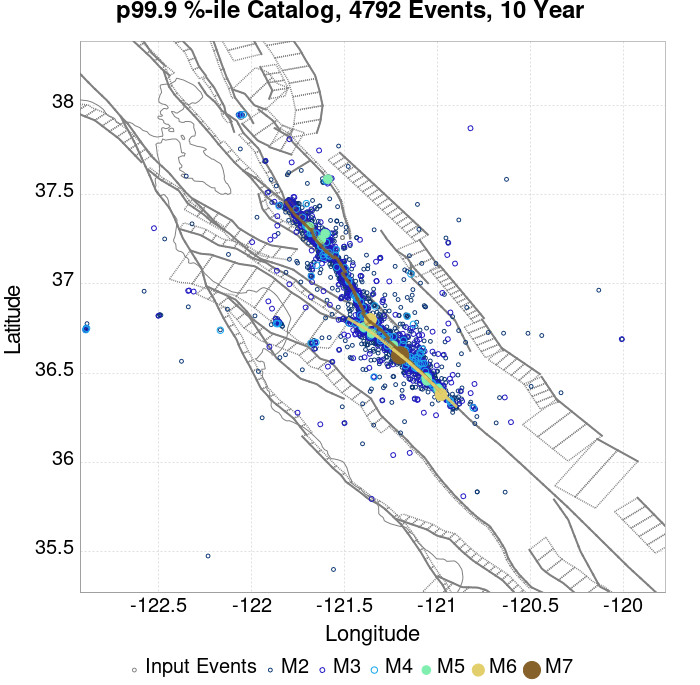 p99.9 %-ile Catalog, 4792 Events, 10 Year
38
37.5
37
36.5
36
35.5
Latitude
-122.5 -122 -121.5 -121 -120.5 -120
Longitude
Input Events M2 M3 M4 M5 M6 M7